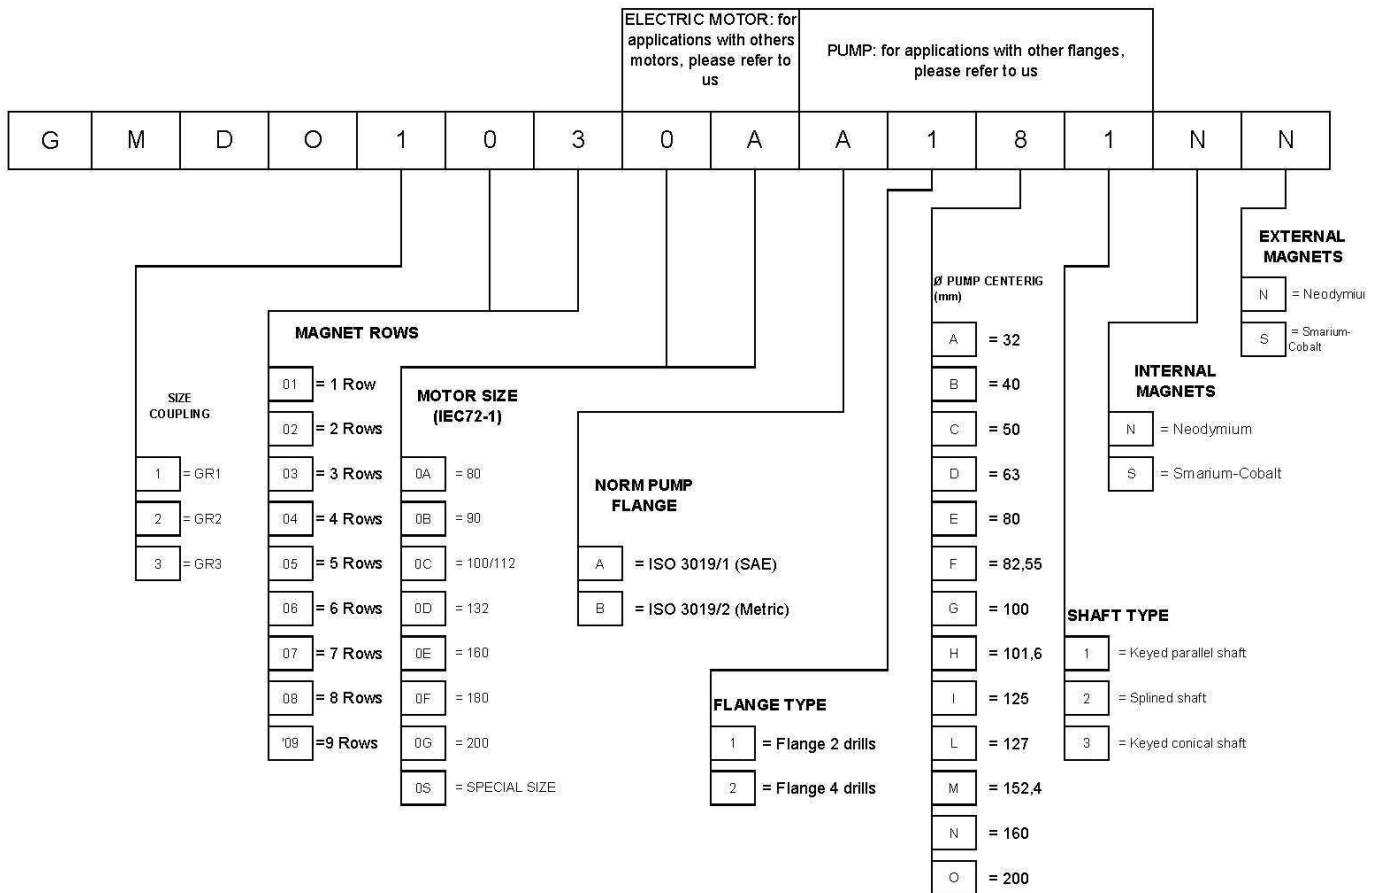 ELECTRIC MOTOR: for
applications with others
motors, please refer to
us
PUMP: for applications with other flanges,
please refer to us
G M D O 1 0 3 0 A A 1 8 1 N N
SIZE
COUPLING
1 = GR1
2 = GR2
3 = GR3
MAGNET ROWS
01 = 1 Row
02 = 2 Rows
03 = 3 Rows
04 = 4 Rows
05 = 5 Rows
06 = 6 Rows
07 = 7 Rows
08 = 8 Rows
'09 =9 Rows
MOTOR SIZE
(IEC72-1)
0A = 80
0B = 90
0C = 100/112
0D = 132
0E = 160
0F = 180
0G = 200
0S = SPECIAL SIZE
NORM PUMP
FLANGE
A = ISO 3019/1 (SAE)
B = ISO 3019/2 (Metric)
FLANGE TYPE
1 = Flange 2 drills
2 = Flange 4 drills
Ø PUMP CENTERIG
(mm)
A = 32
B = 40
C = 50
D = 63
E = 80
F = 82,55
G = 100
H = 101,6
I = 125
L = 127
M = 152,4
N = 160
O = 200
SHAFT TYPE
1 = Keyed parallel shaft
2 = Splined shaft
3 = Keyed conical shaft
INTERNAL
MAGNETS
N = Neodymium
S = Smarium-Cobalt
EXTERNAL
MAGNETS
N = Neodymiu
S = Smarium-
Cobalt